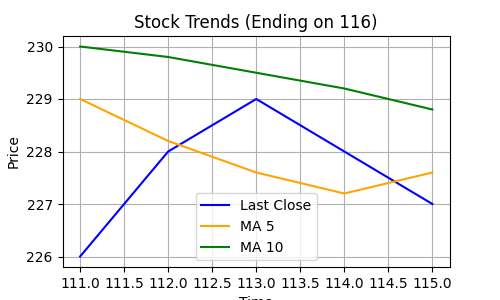 Stock Trends (Ending on 116)
Price
230
229
228
227
226
Last Close
MA 5
MA 10
111.0 111.5 112.0 112.5 113.0 113.5 114.0 114.5 115.0
Time